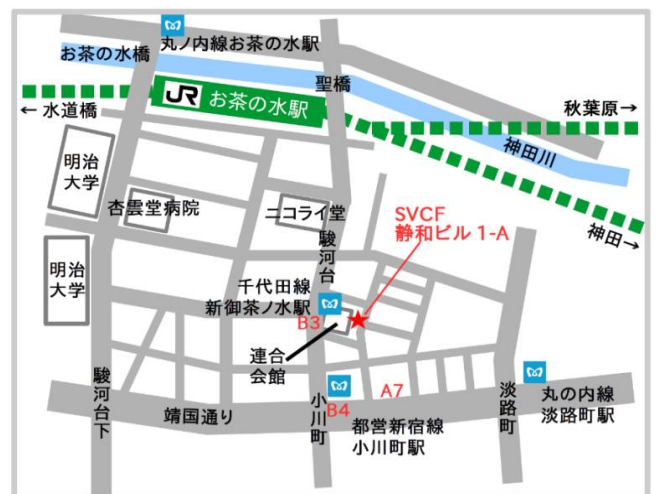 丸ノ内線お茶の水駅
お茶の水橋
聖橋
JR お茶の水駅
← 水道橋
秋葉原→
神田川
明治
大学
杏雲堂病院
ニコライ堂
SVCF
静和ビル 1-A
神田→
駿河台
明治
大学
千代田線
新御茶ノ水駅
B3
連合
会館
駿河台下
靖国通り
小川町
B4
A7
都営新宿線
小川町駅
淡路町
丸の内線
淡路町駅